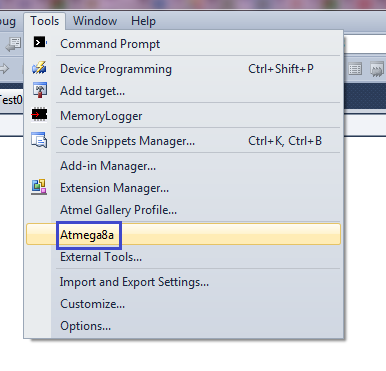 bug Tools Window Help
Command Prompt
Device Programming Ctrl+Shift+P
Add target...
Test0
MemoryLogger
Code Snippets Manager... Ctrl+K, Ctrl+B
Add-in Manager...
Extension Manager...
Atmel Gallery Profile...
Atmega8a
External Tools...
Import and Export Settings...
Customize...
Options...